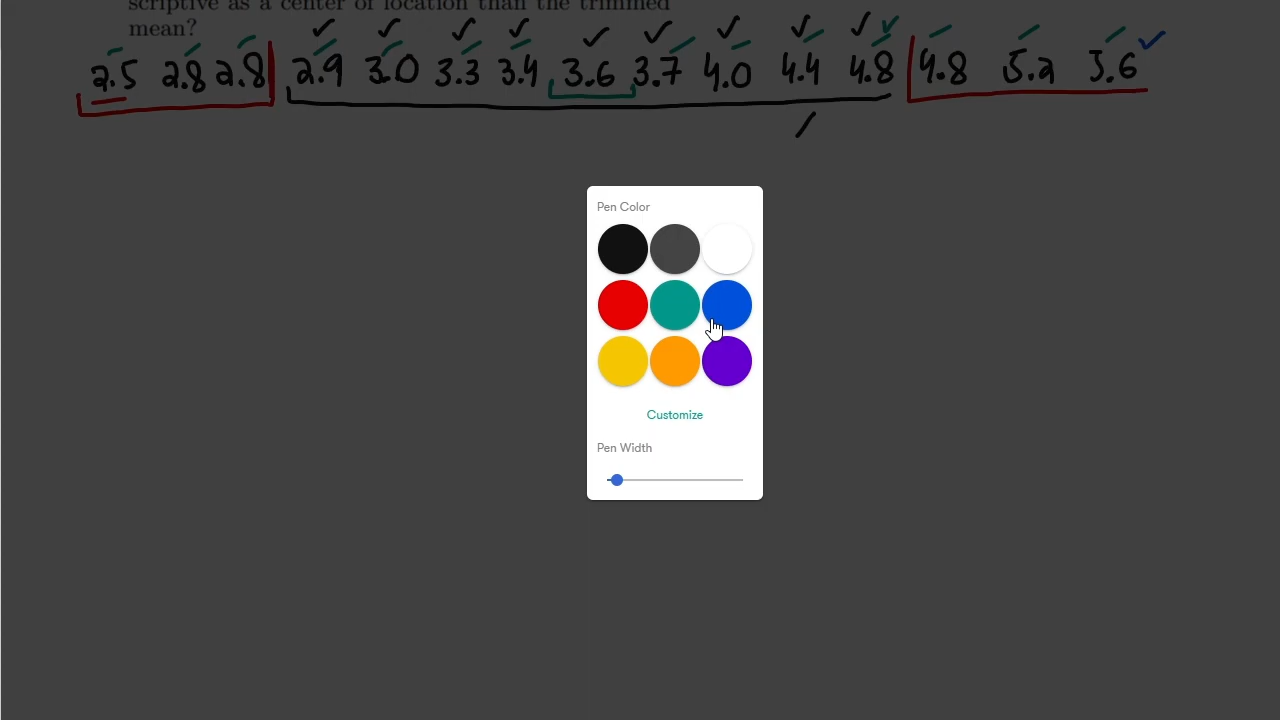 scriptive as a center of location than the trimmed
mean?
2.5 2.8 2.8 2.9 3.0 3.3 3.4 3.6 3.7 4.0 4.4 4.8 4.8 5.2 5.6
Pen Color
Customize
Pen Width